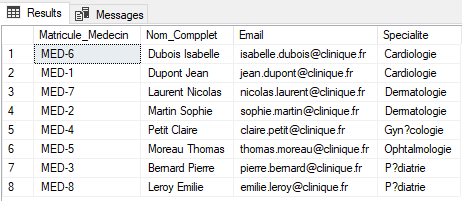 Results Messages
Matricule_Medecin Nom_Compplet Email Specialite
1 MED-6 Dubois Isabelle isabelle.dubois@clinique.fr Cardiologie
2 MED-1 Dupont Jean jean.dupont@clinique.fr Cardiologie
3 MED-7 Laurent Nicolas nicolas.laurent@clinique.fr Dermatologie
4 MED-2 Martin Sophie sophie.martin@clinique.fr Dermatologie
5 MED-4 Petit Claire claire.petit@clinique.fr Gyn?cologie
6 MED-5 Moreau Thomas thomas.moreau@clinique.fr Ophtalmologie
7 MED-3 Bernard Pierre pierre.bernard@clinique.fr P?diatrie
8 MED-8 Leroy Emilie emilie.leroy@clinique.fr P?diatrie